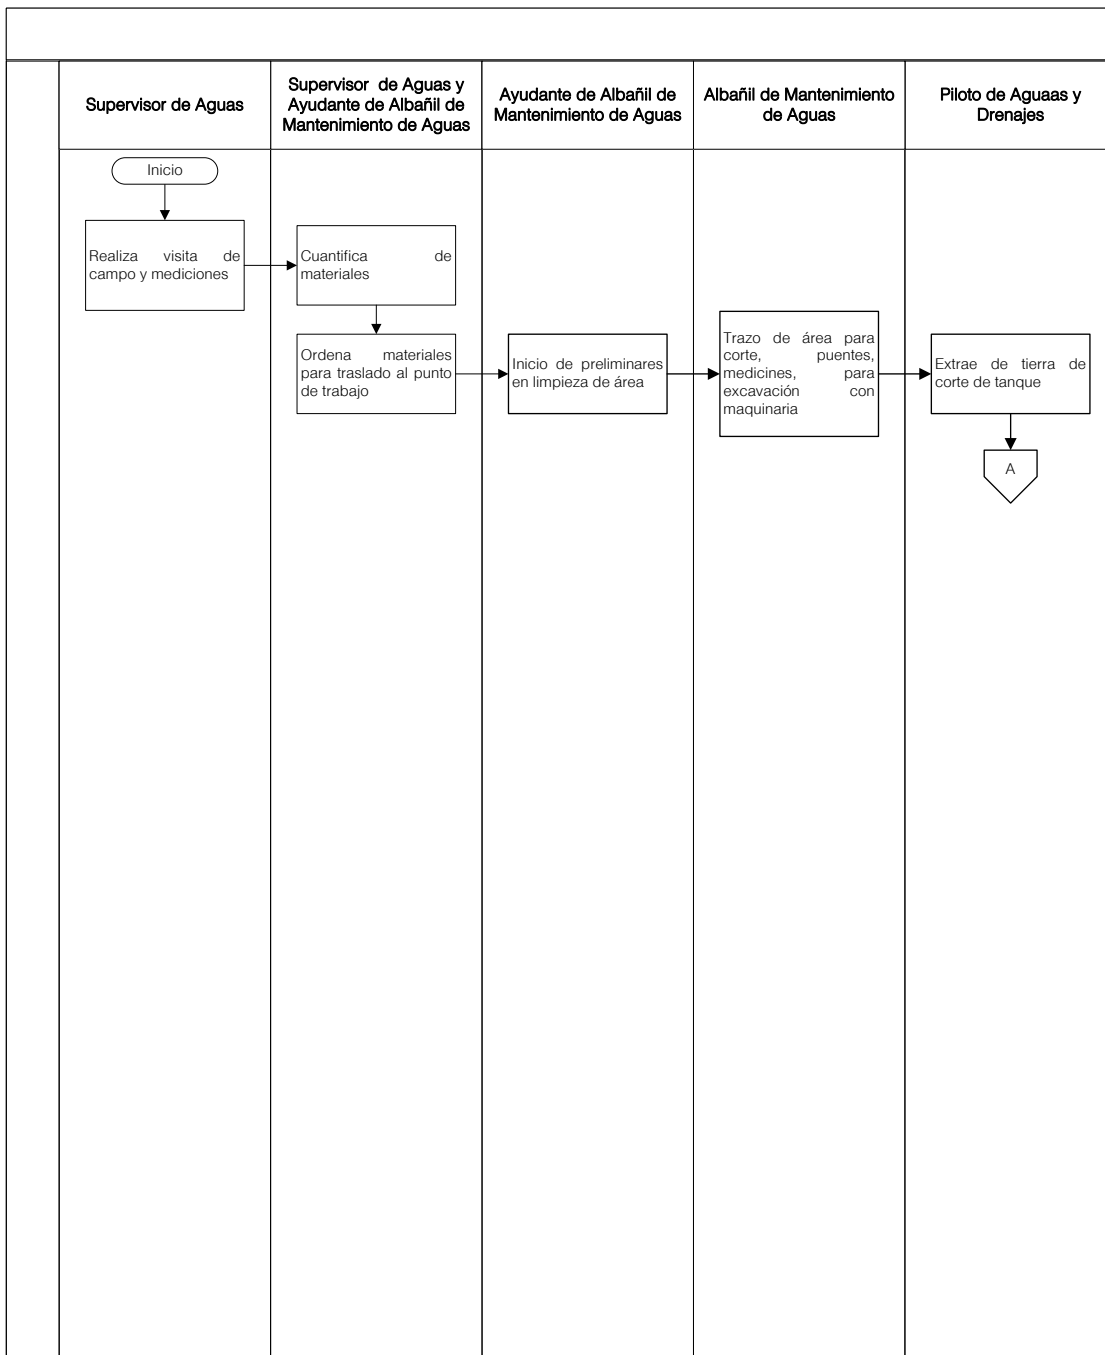 Supervisor de Aguas
Supervisor de Aguas y
Ayudante de Albañil de
Mantenimiento de Aguas
Ayudante de Albañil de
Mantenimiento de Aguas
Albañil de Mantenimiento
de Aguas
Piloto de Aguaas y
Drenajes
Inicio
Realiza visita de
campo y mediciones
Cuantifica de
materiales
Ordena materiales
para traslado al punto
de trabajo
Inicio de preliminares
en limpieza de área
Trazo de área para
corte, puentes,
medicines, para
excavación con
maquinaria
Extrae de tierra de
corte de tanque
A